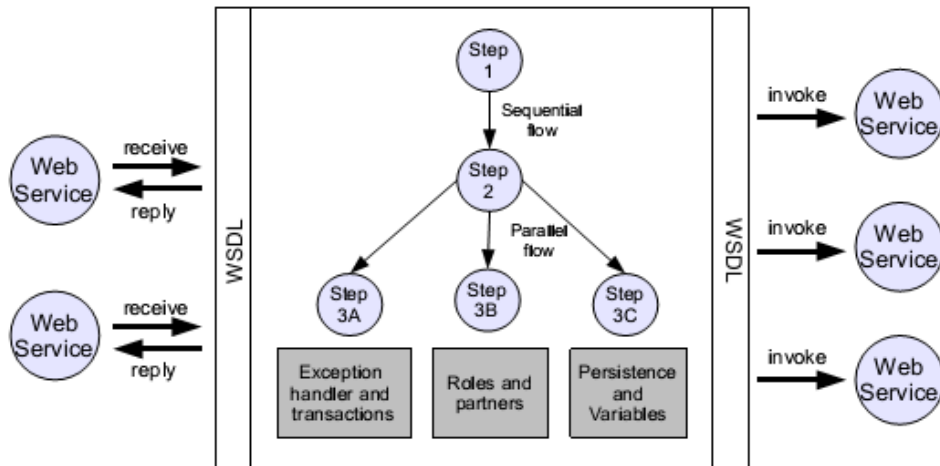 Web
Service
receive
reply
Web
Service
receive
reply
WSDL
Step
1
Sequential
flow
Step
2
Parallel
flow
Step
3A
Step
3B
Step
3C
Exception
handler and
transactions
Roles and
partners
Persistence
and
Variables
WSDL
invoke
Web
Service
invoke
Web
Service
invoke
Web
Service